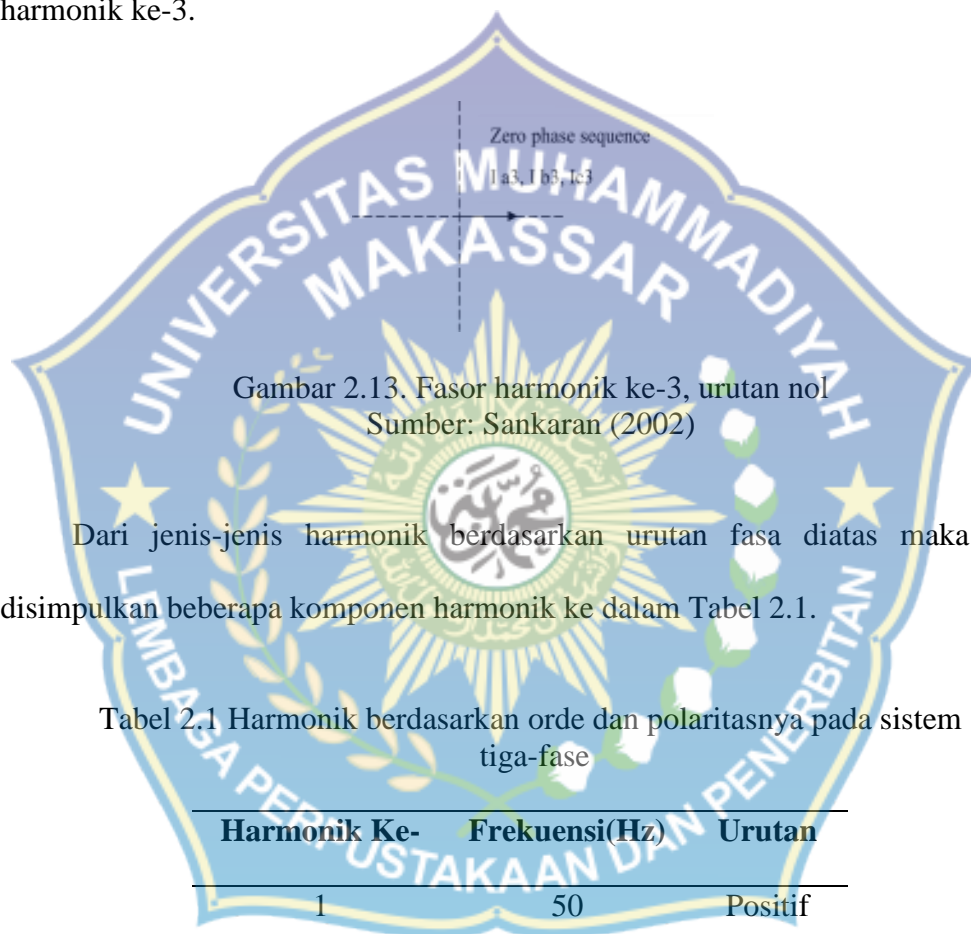 harmonik ke-3.
Zero phase sequence
I a3, I b3, Ic3
UNIVERSITAS MUHAMMADIYAH
MAKASSAR
Gambar 2.13. Fasor harmonik ke-3, urutan nol
Sumber: Sankaran (2002)
Dari jenis-jenis harmonik berdasarkan urutan fasa diatas maka
disimpulkan beberapa komponen harmonik ke dalam Tabel 2.1.
Tabel 2.1 Harmonik berdasarkan orde dan polaritasnya pada sistem
tiga-fase
Harmonik Ke- Frekuensi(Hz) Urutan
1 50 Positif
LEMBAGA PERPUSTAKAAN DAN PENERBITAN